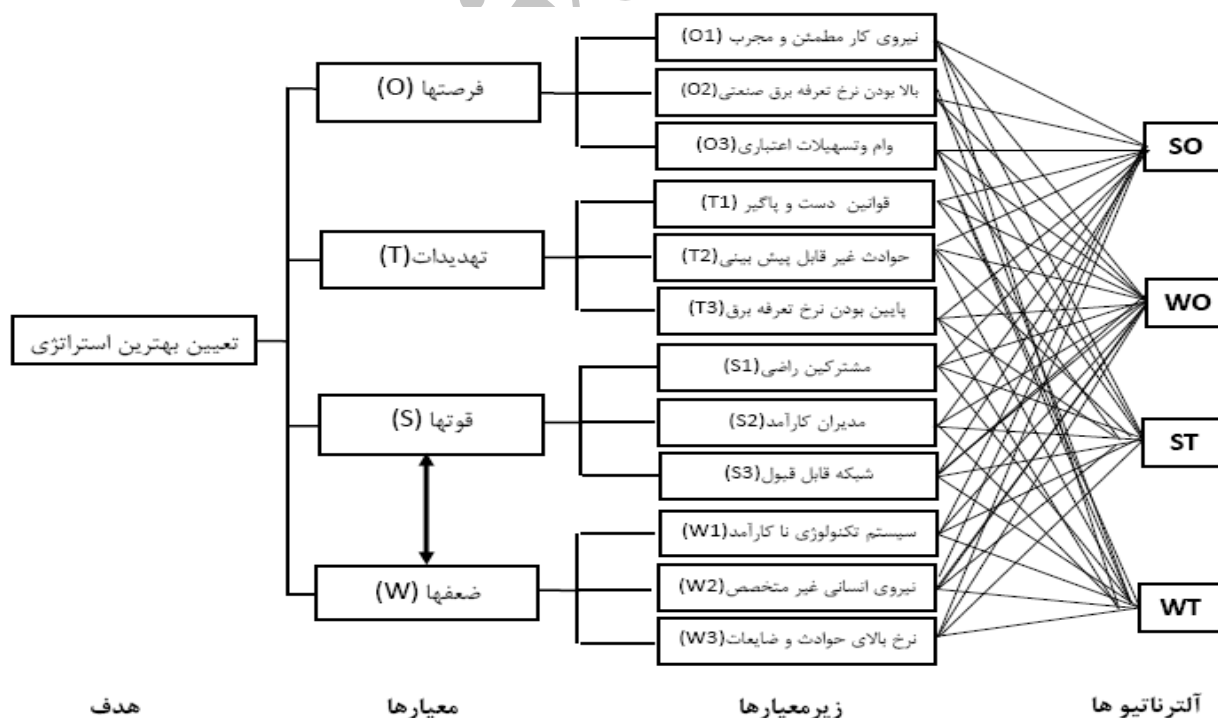 تعیین بهترین استراتژی
فرصتها (O)
تهدیدات(T)
قوتها (S)
ضعفها (W)
نیروی کار مطمئن و مجرب (O1)
بالا بودن نرخ تعرفه برق صنعتی(O2)
وام وتسهیلات اعتباری(O3)
قوانین دست و پاگیر (T1)
حوادث غیر قابل پیش بینی(T2)
پایین بودن نرخ تعرفه برق(T3)
مشترکین راضی(S1)
مدیران کارآمد(S2)
شبکه قابل قبول(S3)
سیستم تکنولوژی نا کارآمد(W1)
نیروی انسانی غیر متخصص(W2)
نرخ بالای حوادث و ضایعات(W3)
SO
WO
ST
WT
هدف
معیارها
زیرمعیارها
آلترناتیو ها